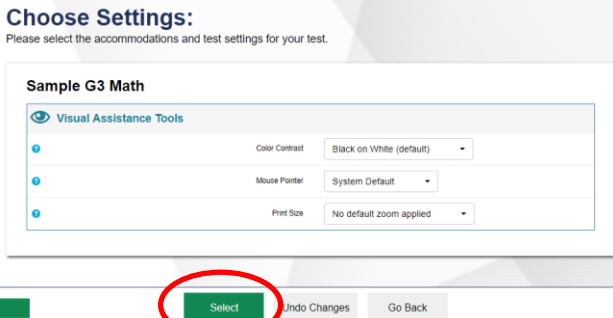 Choose Settings:
Please select the accommodations and test settings for your test.
Sample G3 Math
Visual Assistance Tools
? Color Contrast Black on White (default)
? Mouse Pointer System Default
? Print Size No default zoom applied
Select Undo Changes Go Back